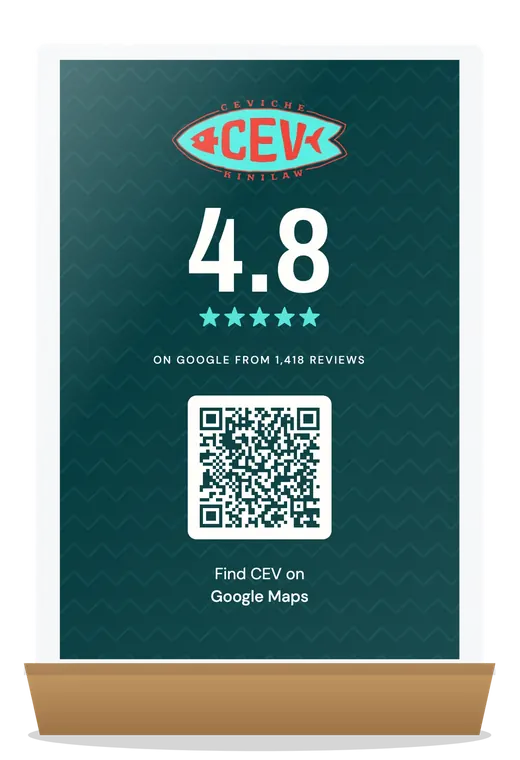 CEVICHE
CEV
KINILAW
4.8
ON GOOGLE FROM 1,418 REVIEWS
Find CEV on
Google Maps